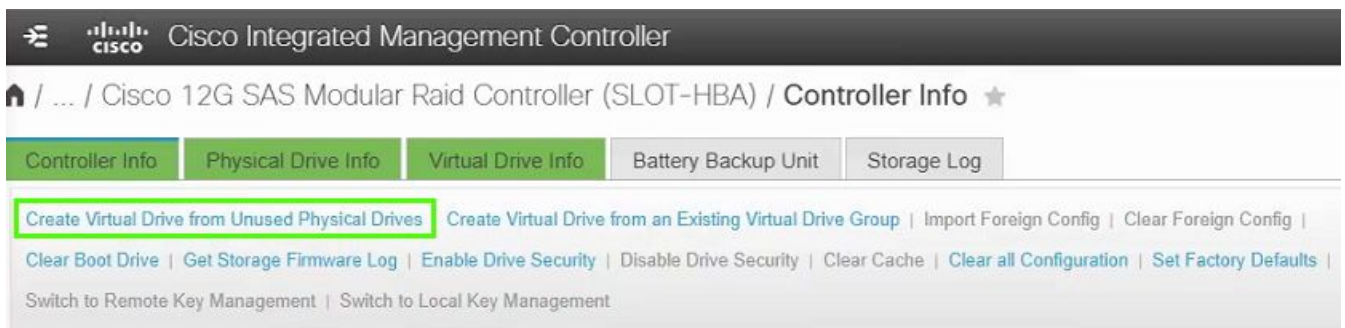 CISCO Cisco Integrated Management Controller
/ ... / Cisco 12G SAS Modular Raid Controller (SLOT-HBA) / Controller Info
Controller Info Physical Drive Info Virtual Drive Info Battery Backup Unit Storage Log
Create Virtual Drive from Unused Physical Drives Create Virtual Drive from an Existing Virtual Drive Group | Import Foreign Config | Clear Foreign Config |
Clear Boot Drive | Get Storage Firmware Log | Enable Drive Security | Disable Drive Security | Clear Cache | Clear all Configuration | Set Factory Defaults |
Switch to Remote Key Management | Switch to Local Key Management